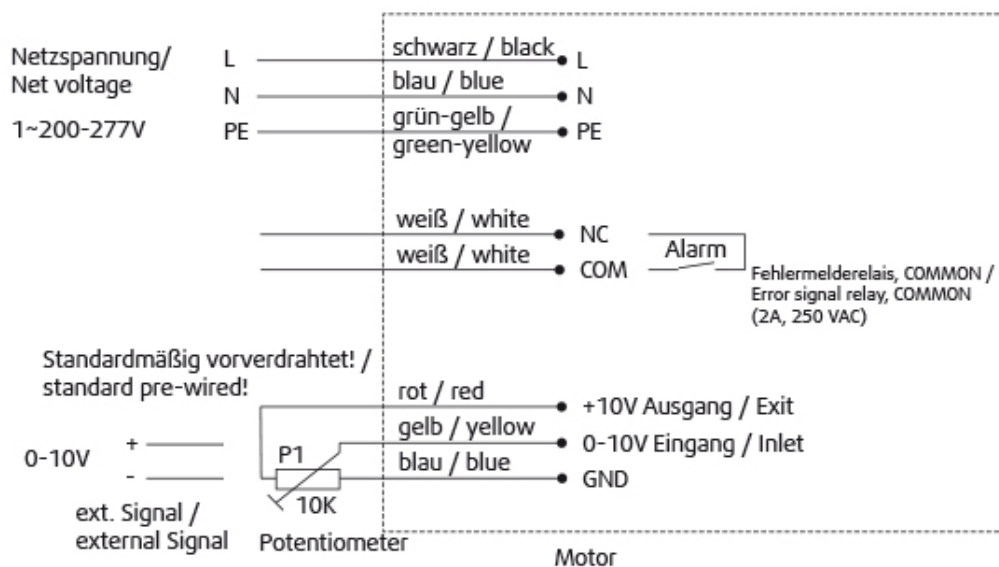 Netzspannung/
Net voltage
1~200-277V
L
N
PE
schwarz / black
blau / blue
grün-gelb /
green-yellow
L
N
PE
weiß / white
weiß / white
NC
COM
Alarm
Fehlermelderelais, COMMON /
Error signal relay, COMMON
(2A, 250 VAC)
Standardmäßig vorverdrahtet! /
standard pre-wired!
rot / red
gelb / yellow
blau / blue
+10V Ausgang / Exit
0-10V Eingang / Inlet
GND
0-10V
+
-
P1
10K
ext. Signal /
external Signal
Potentiometer
Motor